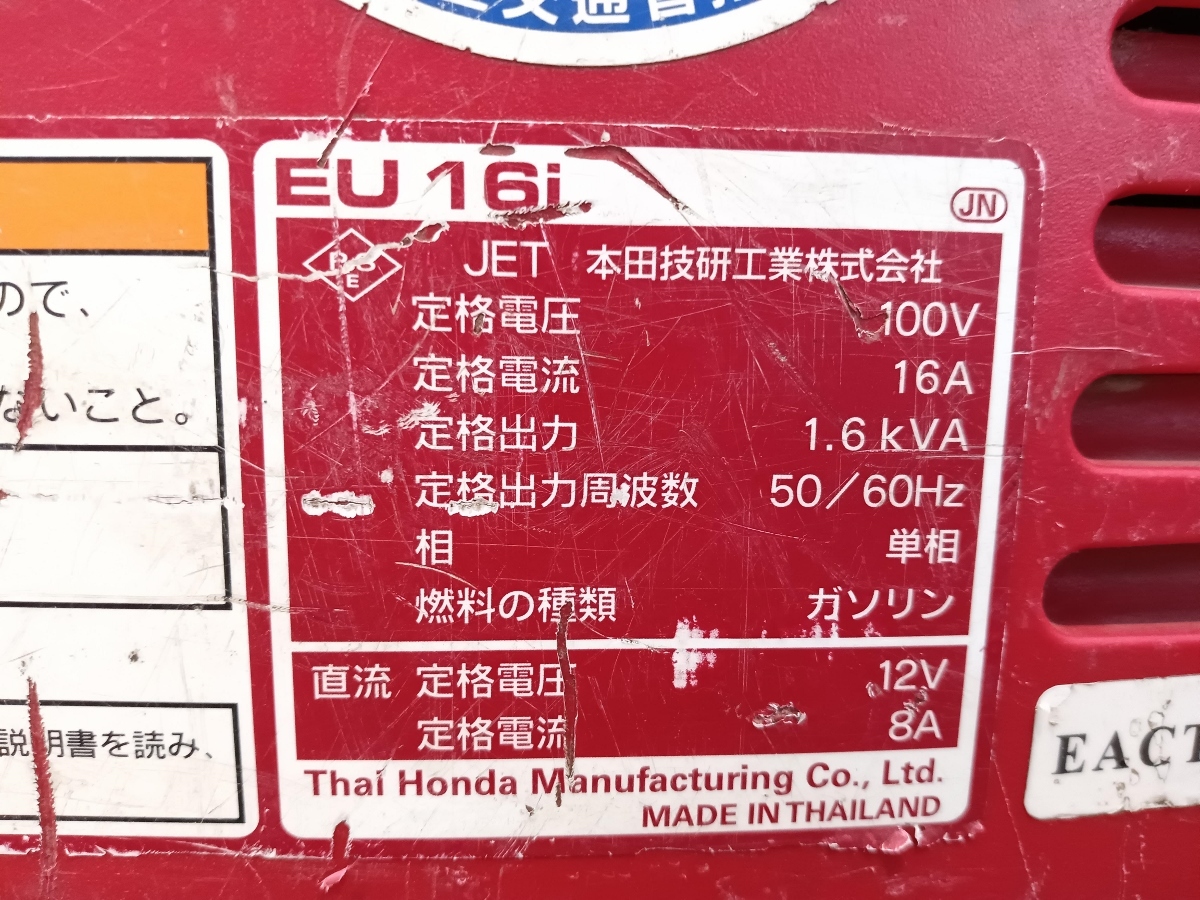 交通
EU 16i
JN
PS
E
JET 本田技研工業株式会社
定格電圧 100V
定格電流 16A
定格出力 1.6kVA
定格出力周波数 50/60Hz
相 単相
燃料の種類 ガソリン
直流 定格電圧 12V
定格電流 8A
Thai Honda Manufacturing Co., Ltd.
MADE IN THAILAND
ので、
ないこと。
説明書を読み、
EACT